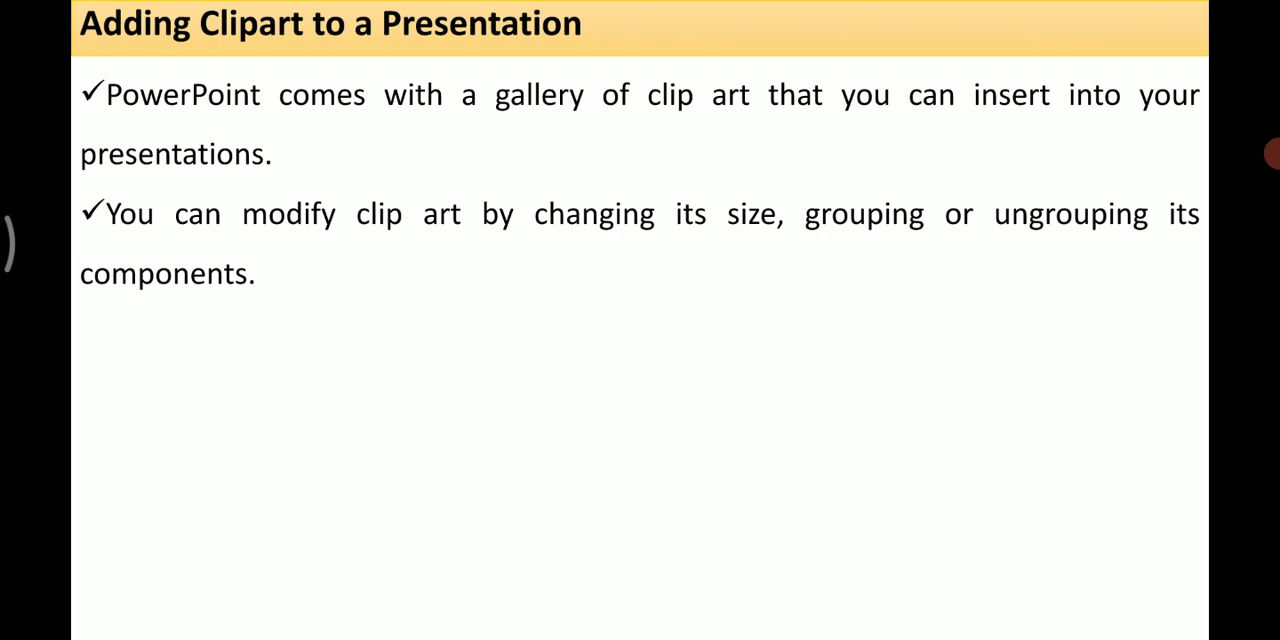 Adding Clipart to a Presentation
✓PowerPoint comes with a gallery of clip art that you can insert into your
presentations.
✓You can modify clip art by changing its size, grouping or ungrouping its
components.